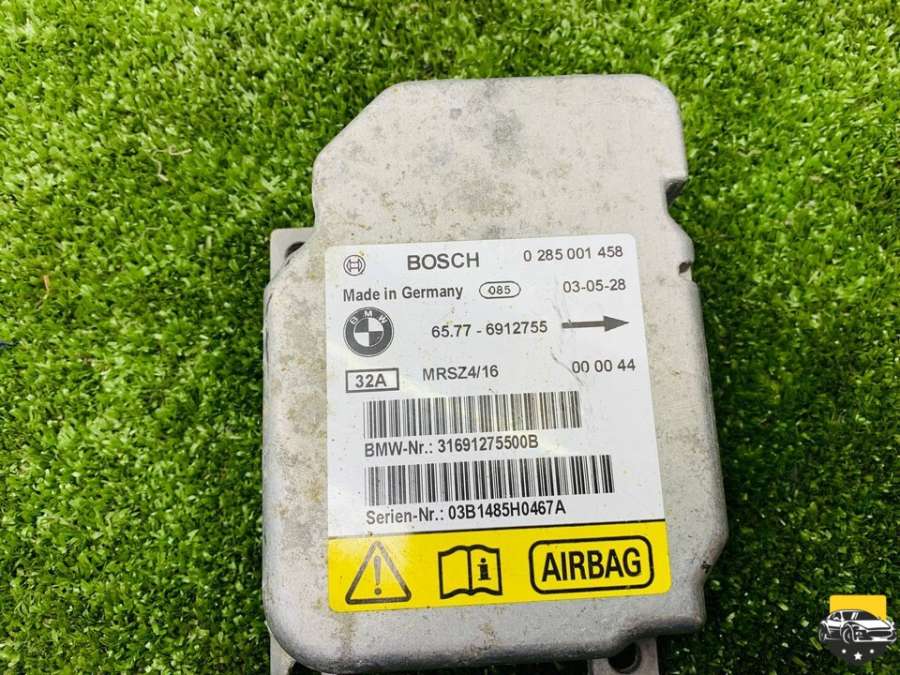 BOSCH 0 285 001 458
Made in Germany 085 03-05-28
BMW 65.77 - 6912755
32A MRSZ4/16 00 00 44
BMW-Nr.: 31691275500B
Serien-Nr.: 03B1485H0467A
AIRBAG